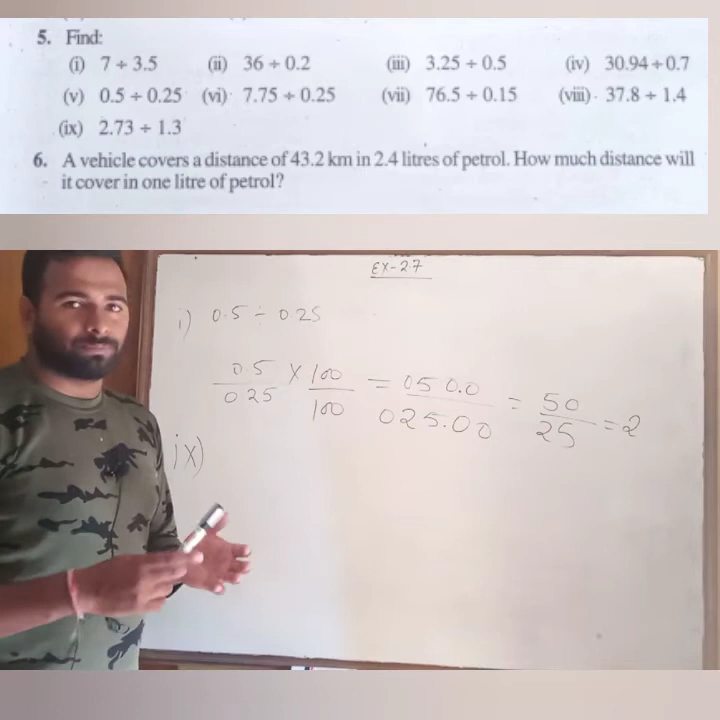 5. Find:
(i) 7 ÷ 3.5 (ii) 36 ÷ 0.2 (iii) 3.25 ÷ 0.5 (iv) 30.94 ÷ 0.7
(v) 0.5 ÷ 0.25 (vi) 7.75 ÷ 0.25 (vii) 76.5 ÷ 0.15 (viii) 37.8 ÷ 1.4
(ix) 2.73 ÷ 1.3
6. A vehicle covers a distance of 43.2 km in 2.4 litres of petrol. How much distance will
it cover in one litre of petrol?
EX-2.7
i) 0.5 ÷ 0.25
0.5/0.25 × 100/100 = 050.0/025.00 = 50/25 = 2
ix)